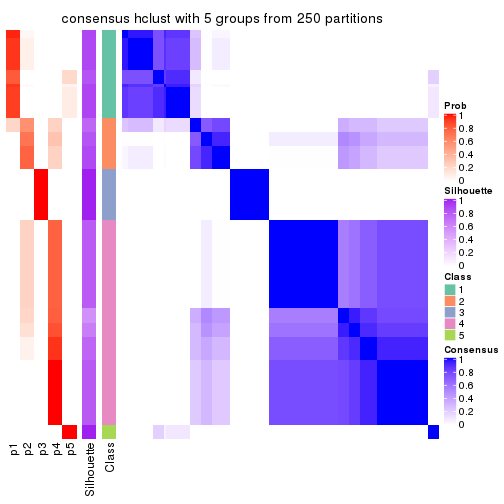 consensus hclust with 5 groups from 250 partitions
Prob
1
0.8
0.6
0.4
0.2
0
Silhouette
1
0.8
0.6
0.4
0.2
0
Class
1
2
3
4
5
Consensus
1
0.8
0.6
0.4
0.2
0
p1
p2
p3
p4
p5
Silhouette
Class